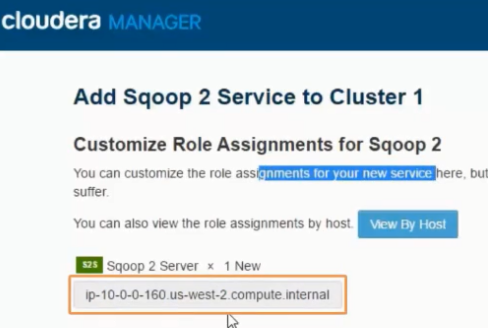 cloudera MANAGER
Add Sqoop 2 Service to Cluster 1
Customize Role Assignments for Sqoop 2
You can customize the role assignments for your new service here, but
suffer.
You can also view the role assignments by host. View By Host
S2S Sqoop 2 Server × 1 New
ip-10-0-0-160.us-west-2.compute.internal